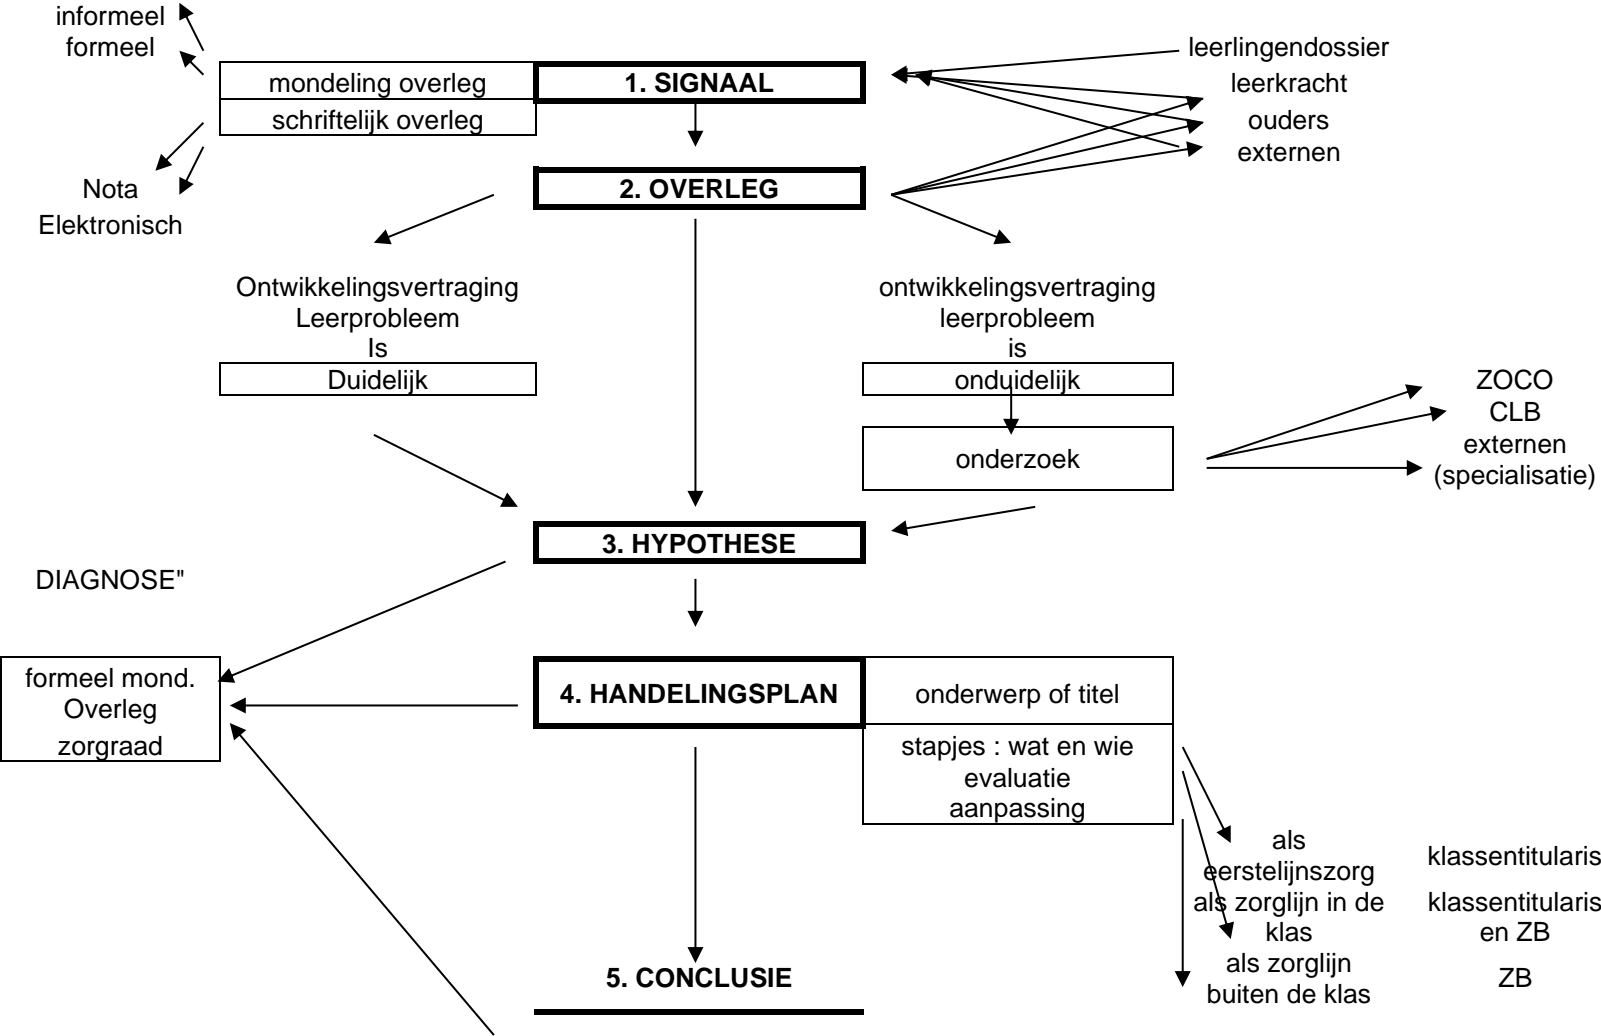 informeel
formeel
leerlingendossier
mondeling overleg
1. SIGNAAL
leerkracht
schriftelijk overleg
ouders
externen
Nota
2. OVERLEG
Elektronisch
Ontwikkelingsvertraging
Leerprobleem
Is
Duidelijk
ontwikkelingsvertraging
leerprobleem
is
onduidelijk
ZOCO
CLB
externen
(specialisatie)
onderzoek
3. HYPOTHESE
DIAGNOSE"
formeel mond.
Overleg
zorgraad
4. HANDELINGSPLAN
onderwerp of titel
stapjes : wat en wie
evaluatie
aanpassing
als
eerstelijnszorg
klassentitularis
als zorglijn in de
klas
klassentitularis
en ZB
als zorglijn
buiten de klas
ZB
5. CONCLUSIE